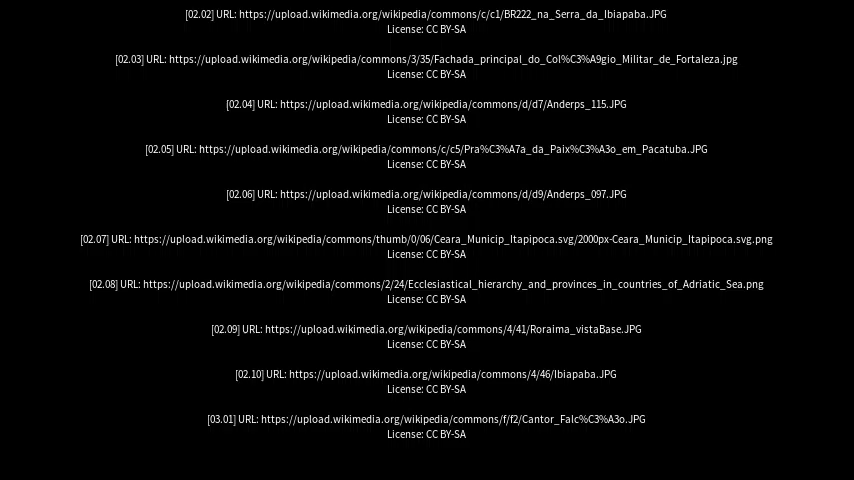 [02.02] URL: https://upload.wikimedia.org/wikipedia/commons/c/c1/BR222_na_Serra_da_Ibiapaba.JPG
License: CC BY-SA
[02.03] URL: https://upload.wikimedia.org/wikipedia/commons/3/35/Fachada_principal_do_Col%C3%A9gio_Militar_de_Fortaleza.jpg
License: CC BY-SA
[02.04] URL: https://upload.wikimedia.org/wikipedia/commons/d/d7/Anderps_115.JPG
License: CC BY-SA
[02.05] URL: https://upload.wikimedia.org/wikipedia/commons/c/c5/Pra%C3%A7a_da_Paix%C3%A3o_em_Pacatuba.JPG
License: CC BY-SA
[02.06] URL: https://upload.wikimedia.org/wikipedia/commons/d/d9/Anderps_097.JPG
License: CC BY-SA
[02.07] URL: https://upload.wikimedia.org/wikipedia/commons/thumb/0/06/Ceara_Municip_Itapipoca.svg/2000px-Ceara_Municip_Itapipoca.svg.png
License: CC BY-SA
[02.08] URL: https://upload.wikimedia.org/wikipedia/commons/2/24/Ecclesiastical_hierarchy_and_provinces_in_countries_of_Adriatic_Sea.png
License: CC BY-SA
[02.09] URL: https://upload.wikimedia.org/wikipedia/commons/4/41/Roraima_vistaBase.JPG
License: CC BY-SA
[02.10] URL: https://upload.wikimedia.org/wikipedia/commons/4/46/Ibiapaba.JPG
License: CC BY-SA
[03.01] URL: https://upload.wikimedia.org/wikipedia/commons/f/f2/Cantor_Falc%C3%A3o.JPG
License: CC BY-SA